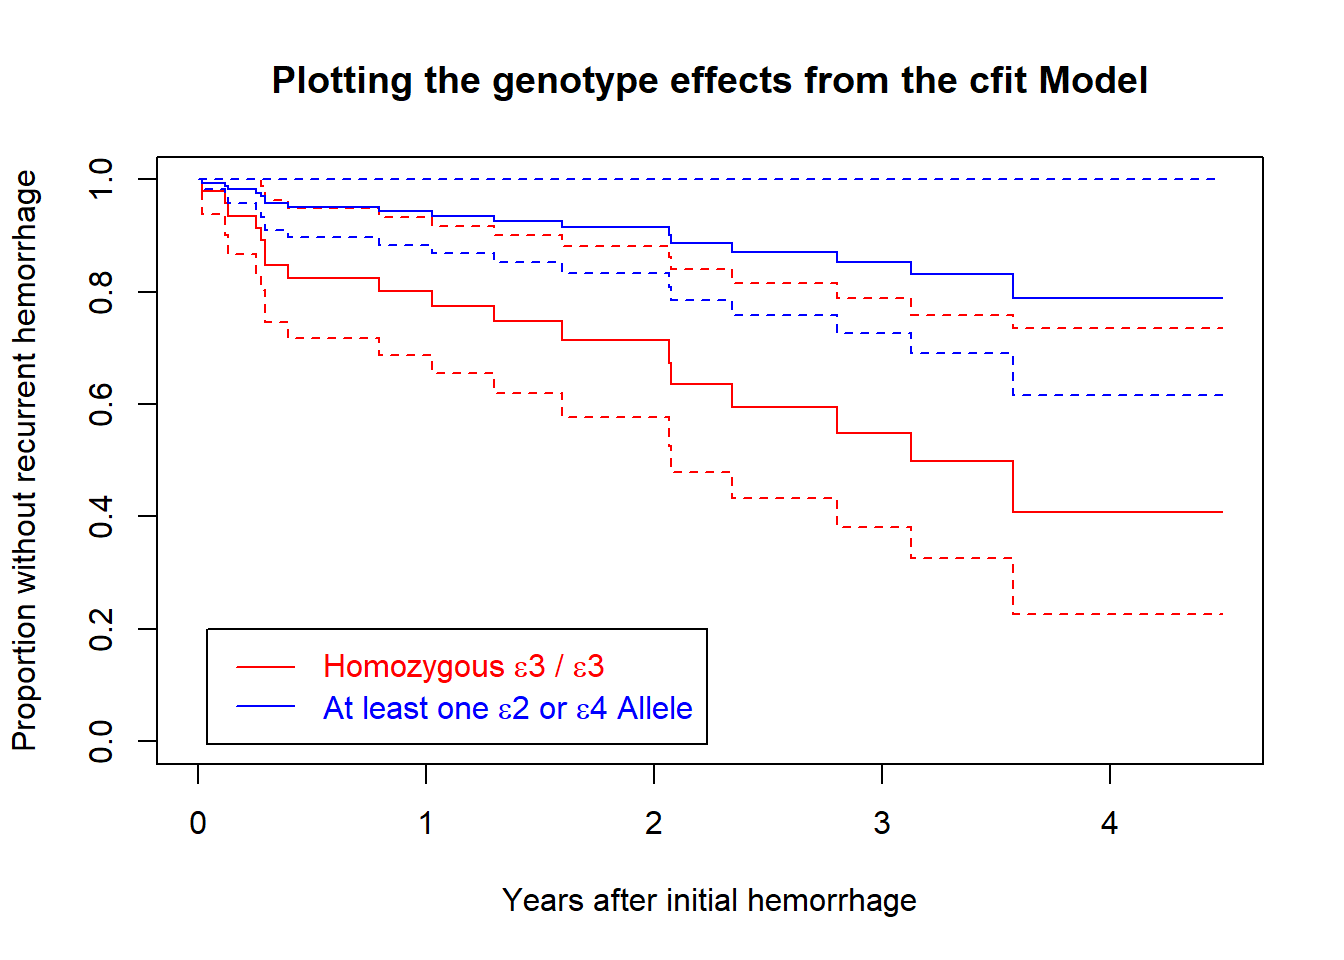 Plotting the genotype effects from the cfit Model
Proportion without recurrent hemorrhage
1.0
0.8
0.6
0.4
0.2
0.0
Homozygous ε3 / ε3
At least one ε2 or ε4 Allele
0 1 2 3 4
Years after initial hemorrhage